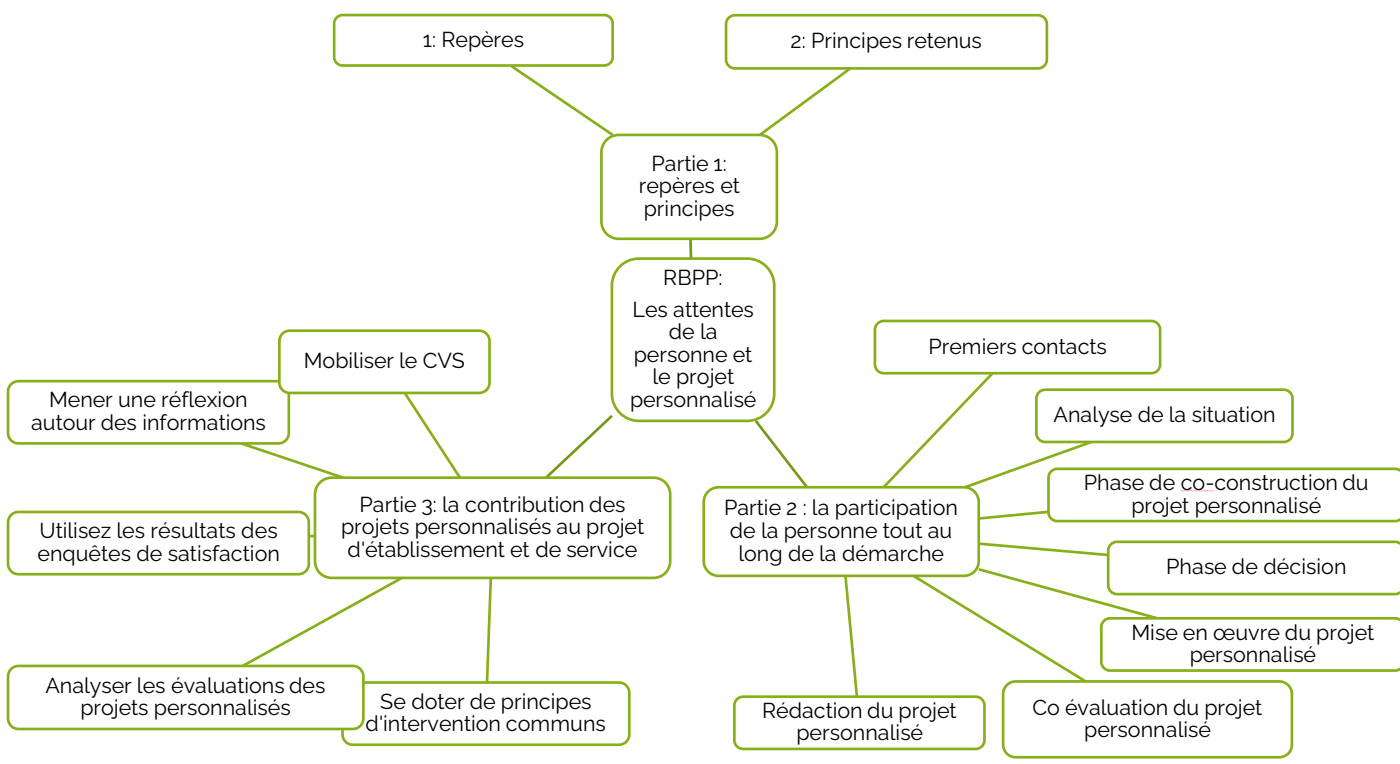 1: Repères
2: Principes retenus
Partie 1:
repères et
principes
RBPP:
Les attentes
de la
personne et
le projet
personnalisé
Mobiliser le CVS
Mener une réflexion
autour des informations
Partie 3: la contribution des
projets personnalisés au projet
d'établissement et de service
Utilisez les résultats des
enquêtes de satisfaction
Analyser les évaluations des
projets personnalisés
Se doter de principes
d'intervention communs
Premiers contacts
Analyse de la situation
Phase de co-construction du
projet personnalisé
Partie 2 : la participation
de la personne tout au
long de la démarche
Phase de décision
Mise en œuvre du projet
personnalisé
Co évaluation du projet
personnalisé
Rédaction du projet
personnalisé